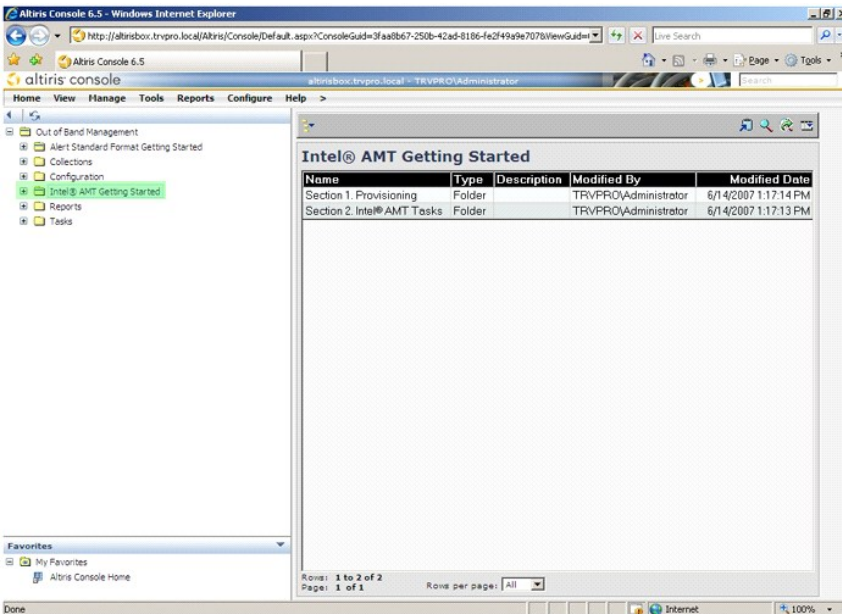 Altiris Console 6.5 - Windows Internet Explorer
http://altirisbox.trvpro.local/Altiris/Console/Default.aspx?ConsoleGuid=3faa8b67-250b-42ad-8186-fe2f49a9e707&ViewGuid=
Live Search
Altiris Console 6.5
Page
Tools
altiris console
altirisbox.trvpro.local - TRVPRO\Administrator
Search
Home View Manage Tools Reports Configure Help >
Out of Band Management
Alert Standard Format Getting Started
Collections
Configuration
Intel® AMT Getting Started
Reports
Tasks
Intel® AMT Getting Started
Name Type Description Modified By Modified Date
Section 1. Provisioning Folder TRVPRO\Administrator 6/14/2007 1:17:14 PM
Section 2. Intel® AMT Tasks Folder TRVPRO\Administrator 6/14/2007 1:17:13 PM
Favorites
My Favorites
Altiris Console Home
Rows: 1 to 2 of 2
Page: 1 of 1
Rows per page: All
Done
Internet
100%